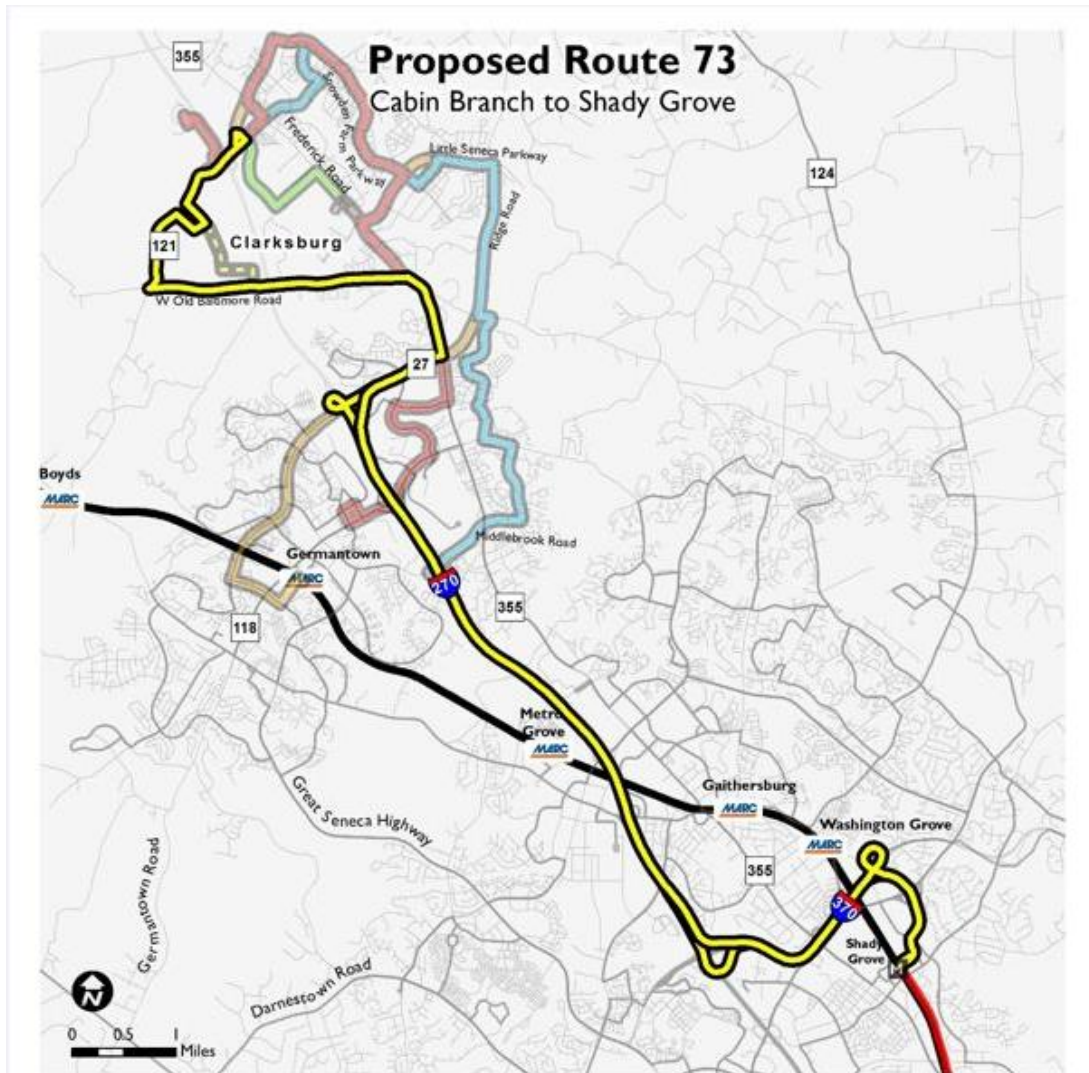 Proposed Route 73
Cabin Branch to Shady Grove
355
Snowden Farm Parkway
Frederick Road
Little Seneca Parkway
124
Ridge Road
121
Clarksburg
W Old Baltimore Road
27
Boyds
MARC
Middlebrook Road
Germantown
MARC
270
355
118
Metro
Grove
MARC
Gaithersburg
MARC
Great Seneca Highway
Washington Grove
MARC
355
Germantown Road
370
Shady
Grove
M
Darnestown Road
N
0 0.5 1
Miles